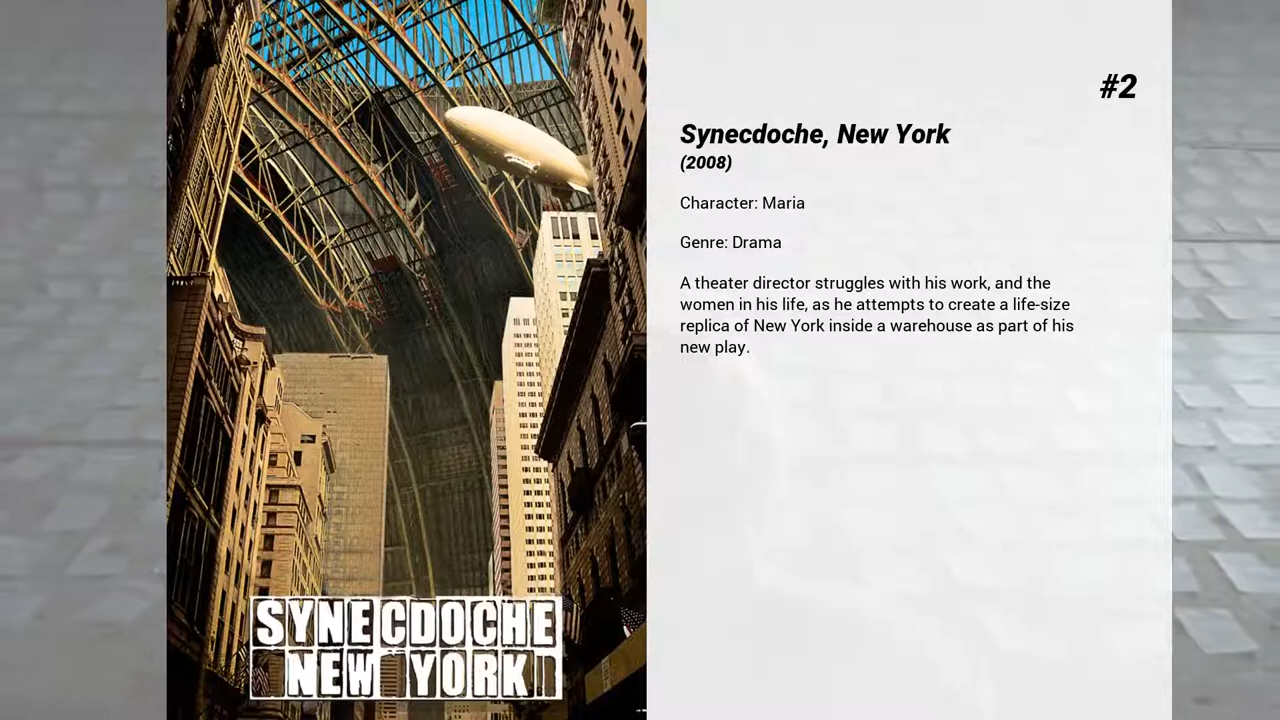 #2
Synecdoche, New York
(2008)
Character: Maria
Genre: Drama
A theater director struggles with his work, and the
women in his life, as he attempts to create a life-size
replica of New York inside a warehouse as part of his
new play.
SYNECDOCHE
NEW YORK